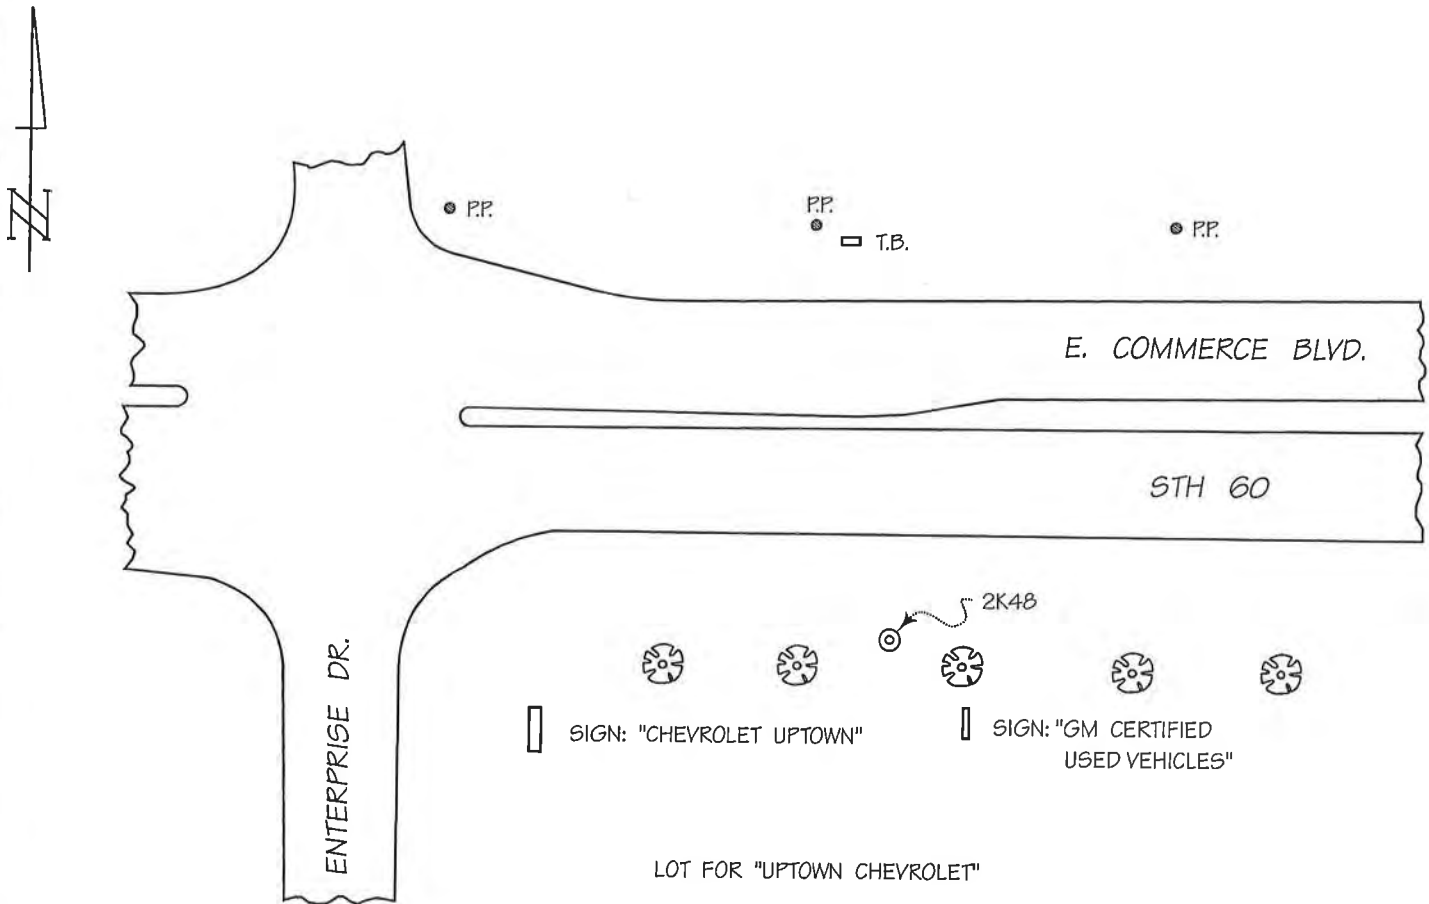 N
P.P.
P.P.
T.B.
P.P.
E. COMMERCE BLVD.
STH 60
2K48
ENTERPRISE DR.
SIGN: "CHEVROLET UPTOWN"
SIGN: "GM CERTIFIED
USED VEHICLES"
LOT FOR "UPTOWN CHEVROLET"